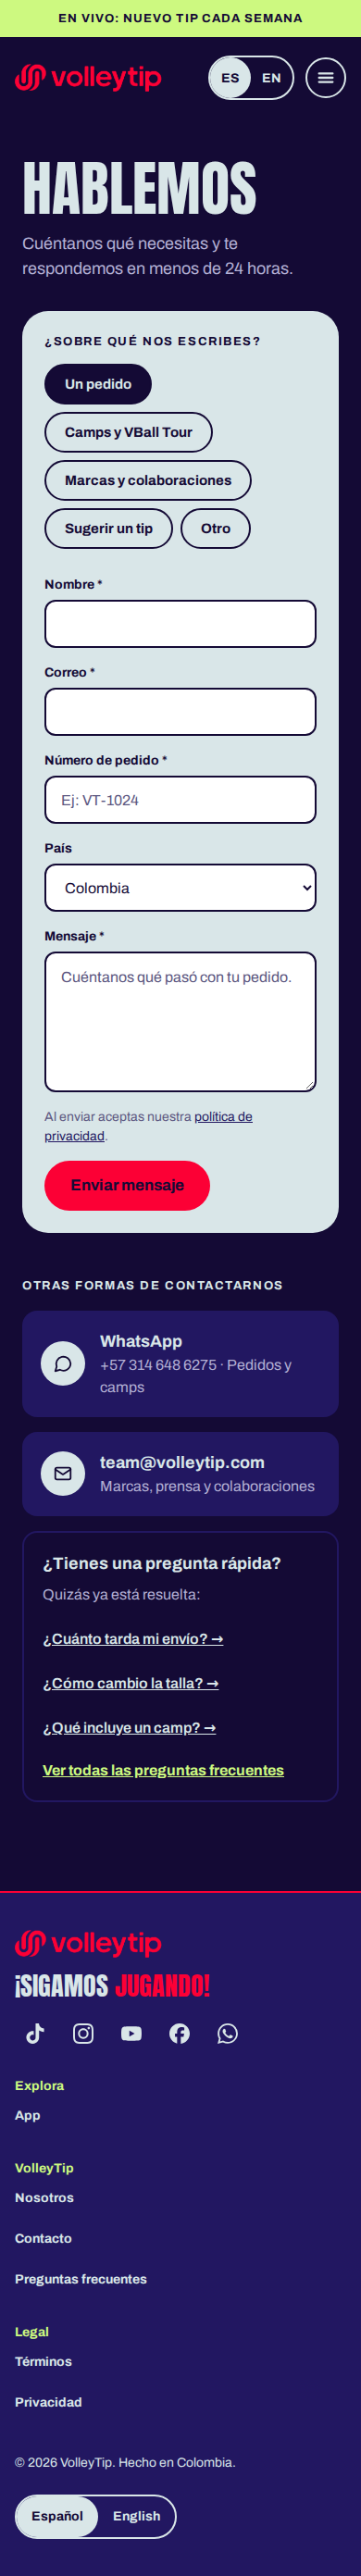 EN VIVO: NUEVO TIP CADA SEMANA
volleytip
ES EN
HABLEMOS
Cuéntanos qué necesitas y te
respondemos en menos de 24 horas.
¿SOBRE QUÉ NOS ESCRIBES?
Un pedido
Camps y VBall Tour
Marcas y colaboraciones
Sugerir un tip Otro
Nombre *
Correo *
Número de pedido *
Ej: VT-1024
País
Colombia
Mensaje *
Cuéntanos qué pasó con tu pedido.
Al enviar aceptas nuestra política de
privacidad.
Enviar mensaje
OTRAS FORMAS DE CONTACTARNOS
WhatsApp
+57 314 648 6275 · Pedidos y
camps
team@volleytip.com
Marcas, prensa y colaboraciones
¿Tienes una pregunta rápida?
Quizás ya está resuelta:
¿Cuánto tarda mi envío? →
¿Cómo cambio la talla? →
¿Qué incluye un camp? →
Ver todas las preguntas frecuentes
volleytip
¡SIGAMOS JUGANDO!
Explora
App
VolleyTip
Nosotros
Contacto
Preguntas frecuentes
Legal
Términos
Privacidad
© 2026 VolleyTip. Hecho en Colombia.
Español English